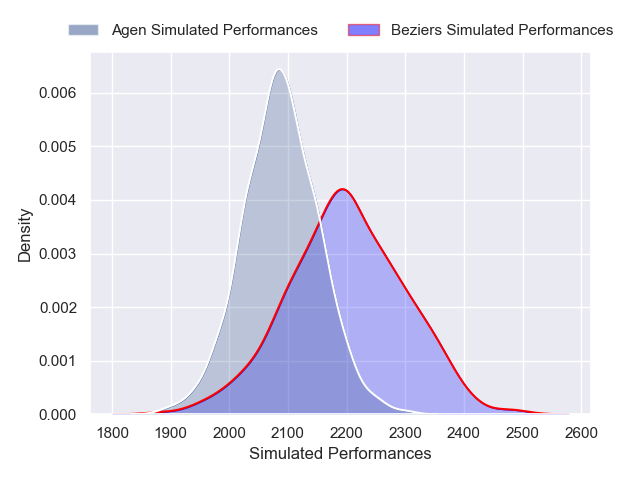 Agen Simulated Performances Beziers Simulated Performances
0.006
0.005
0.004
0.003
0.002
0.001
0.000
Density
1800 1900 2000 2100 2200 2300 2400 2500 2600
Simulated Performances